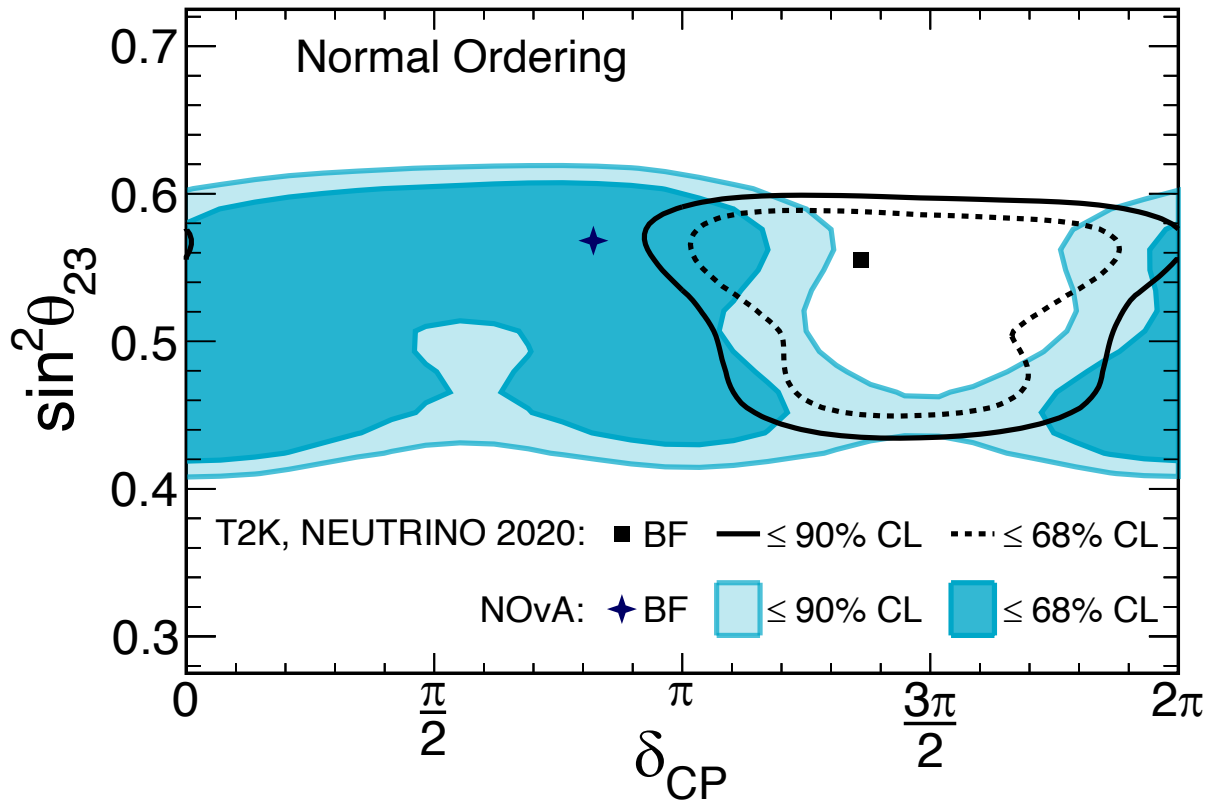 Normal Ordering
0.7
0.6
0.5
0.4
0.3
sin²θ₂₃
T2K, NEUTRINO 2020: BF ≤ 90% CL ≤ 68% CL
NOvA: BF ≤ 90% CL ≤ 68% CL
0 π/2 π 3π/2 2π
δCP